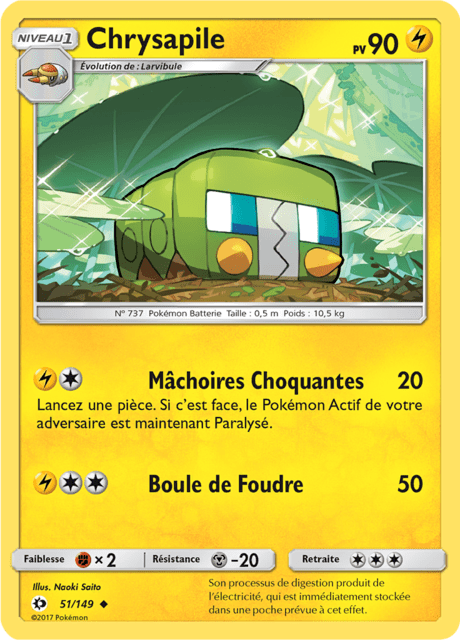 NIVEAU 1
Chrysapile
PV 90
Évolution de : Larvibule
N° 737 Pokémon Batterie Taille : 0,5 m Poids : 10,5 kg
Mâchoires Choquantes 20
Lancez une pièce. Si c'est face, le Pokémon Actif de votre
adversaire est maintenant Paralysé.
Boule de Foudre 50
Faiblesse × 2 Résistance -20 Retraite
Illus. Naoki Saito
51/149
©2017 Pokémon
Son processus de digestion produit de
l'électricité, qui est immédiatement stockée
dans une poche prévue à cet effet.